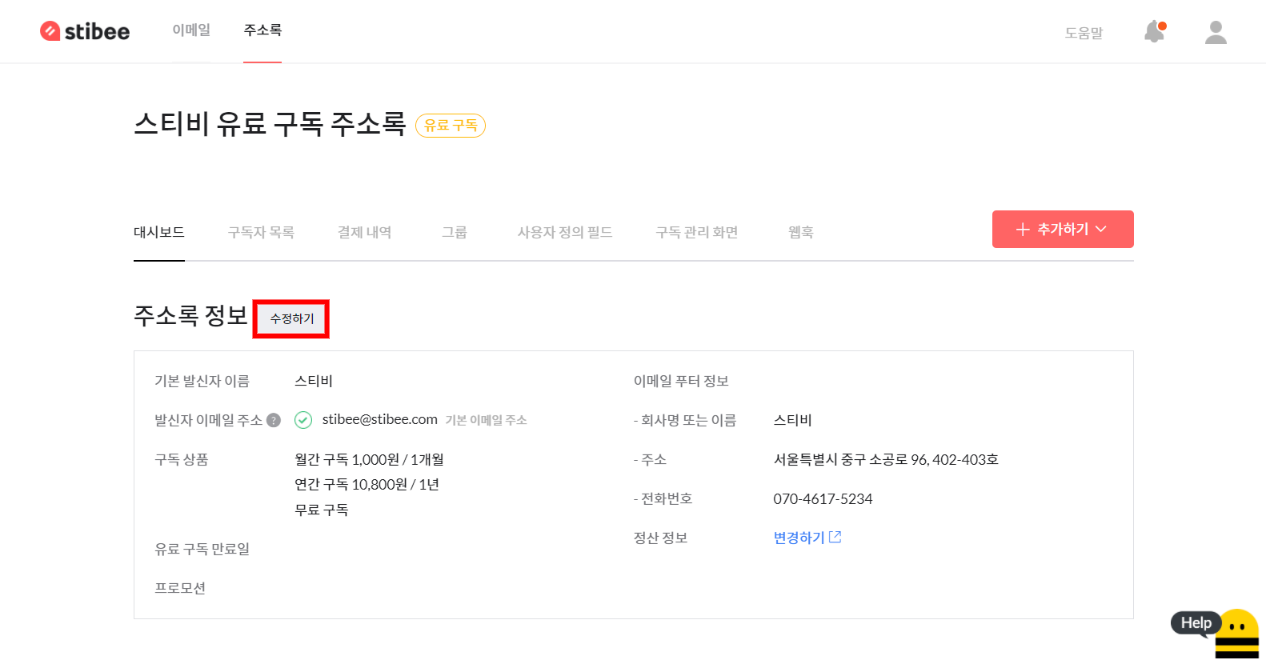 stibee 이메일 주소록 도움말
스티비 유료 구독 주소록 유료 구독
대시보드 구독자 목록 결제 내역 그룹 사용자 정의 필드 구독 관리 화면 웹훅 + 추가하기
주소록 정보 수정하기
기본 발신자 이름 스티비 이메일 푸터 정보
발신자 이메일 주소 ? stibee@stibee.com 기본 이메일 주소 - 회사명 또는 이름 스티비
구독 상품 월간 구독 1,000원 / 1개월 - 주소 서울특별시 중구 소공로 96, 402-403호
연간 구독 10,800원 / 1년
무료 구독 - 전화번호 070-4617-5234
정산 정보 변경하기
유료 구독 만료일
프로모션
Help